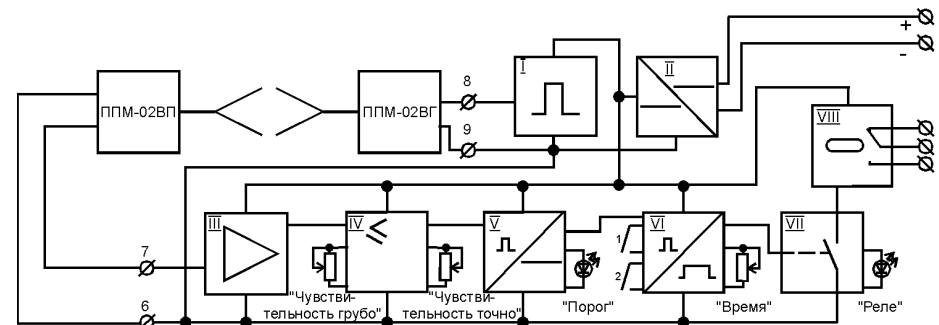 +
-
I
II
8
ППМ-02ВП
ППМ-02ВГ
VIII
9
III
IV
V
VI
VII
≤
1
2
7
6
"Чувстви-
тельность грубо"
"Чувстви-
тельность точно"
"Порог"
"Время"
"Реле"